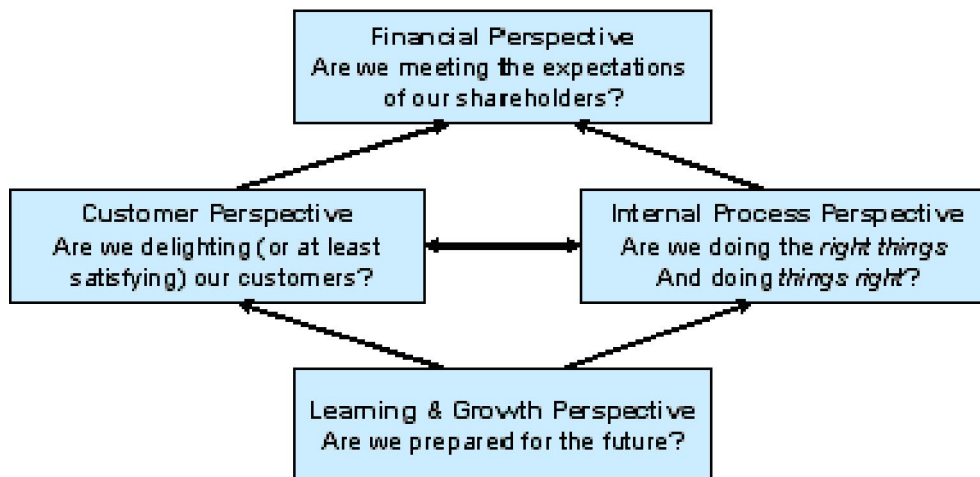 Financial Perspective
Are we meeting the expectations
of our shareholders?
Customer Perspective
Are we delighting (or at least
satisfying) our customers?
Internal Process Perspective
Are we doing the right things
And doing things right?
Learning & Growth Perspective
Are we prepared for the future?